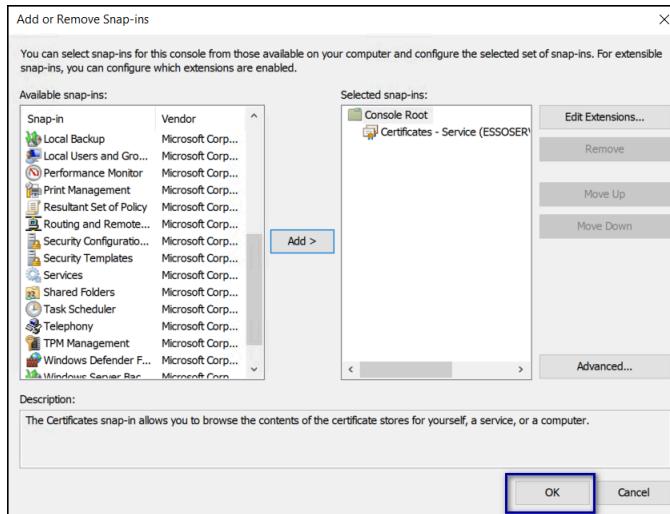 Add or Remove Snap-ins
You can select snap-ins for this console from those available on your computer and configure the selected set of snap-ins. For extensible
snap-ins, you can configure which extensions are enabled.
Available snap-ins:
Selected snap-ins:
Snap-in Vendor
Local Backup Microsoft Corp...
Local Users and Gro... Microsoft Corp...
Performance Monitor Microsoft Corp...
Print Management Microsoft Corp...
Resultant Set of Policy Microsoft Corp...
Routing and Remote... Microsoft Corp...
Security Configuratio... Microsoft Corp...
Security Templates Microsoft Corp...
Services Microsoft Corp...
Shared Folders Microsoft Corp...
Task Scheduler Microsoft Corp...
Telephony Microsoft Corp...
TPM Management Microsoft Corp...
Windows Defender F... Microsoft Corp...
Windows Server Bac... Microsoft Corp...
Add >
Console Root
Certificates - Service (ESSOSERV
Edit Extensions...
Remove
Move Up
Move Down
Advanced...
Description:
The Certificates snap-in allows you to browse the contents of the certificate stores for yourself, a service, or a computer.
OK
Cancel